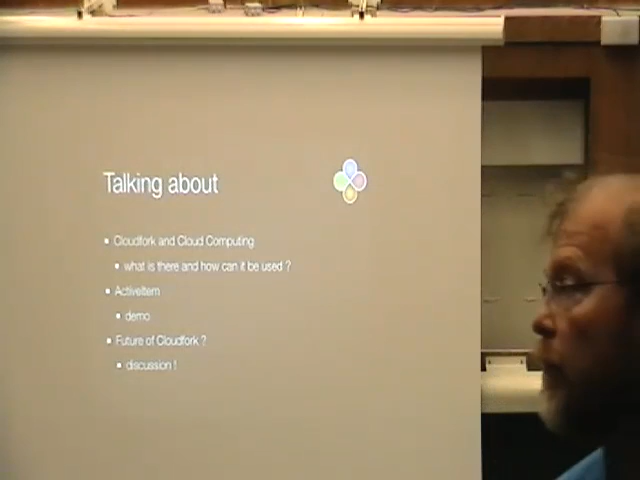 Talking about
• Cloudfork and Cloud Computing
• what is there and how can it be used ?
• ActiveItem
• demo
• Future of Cloudfork ?
• discussion !